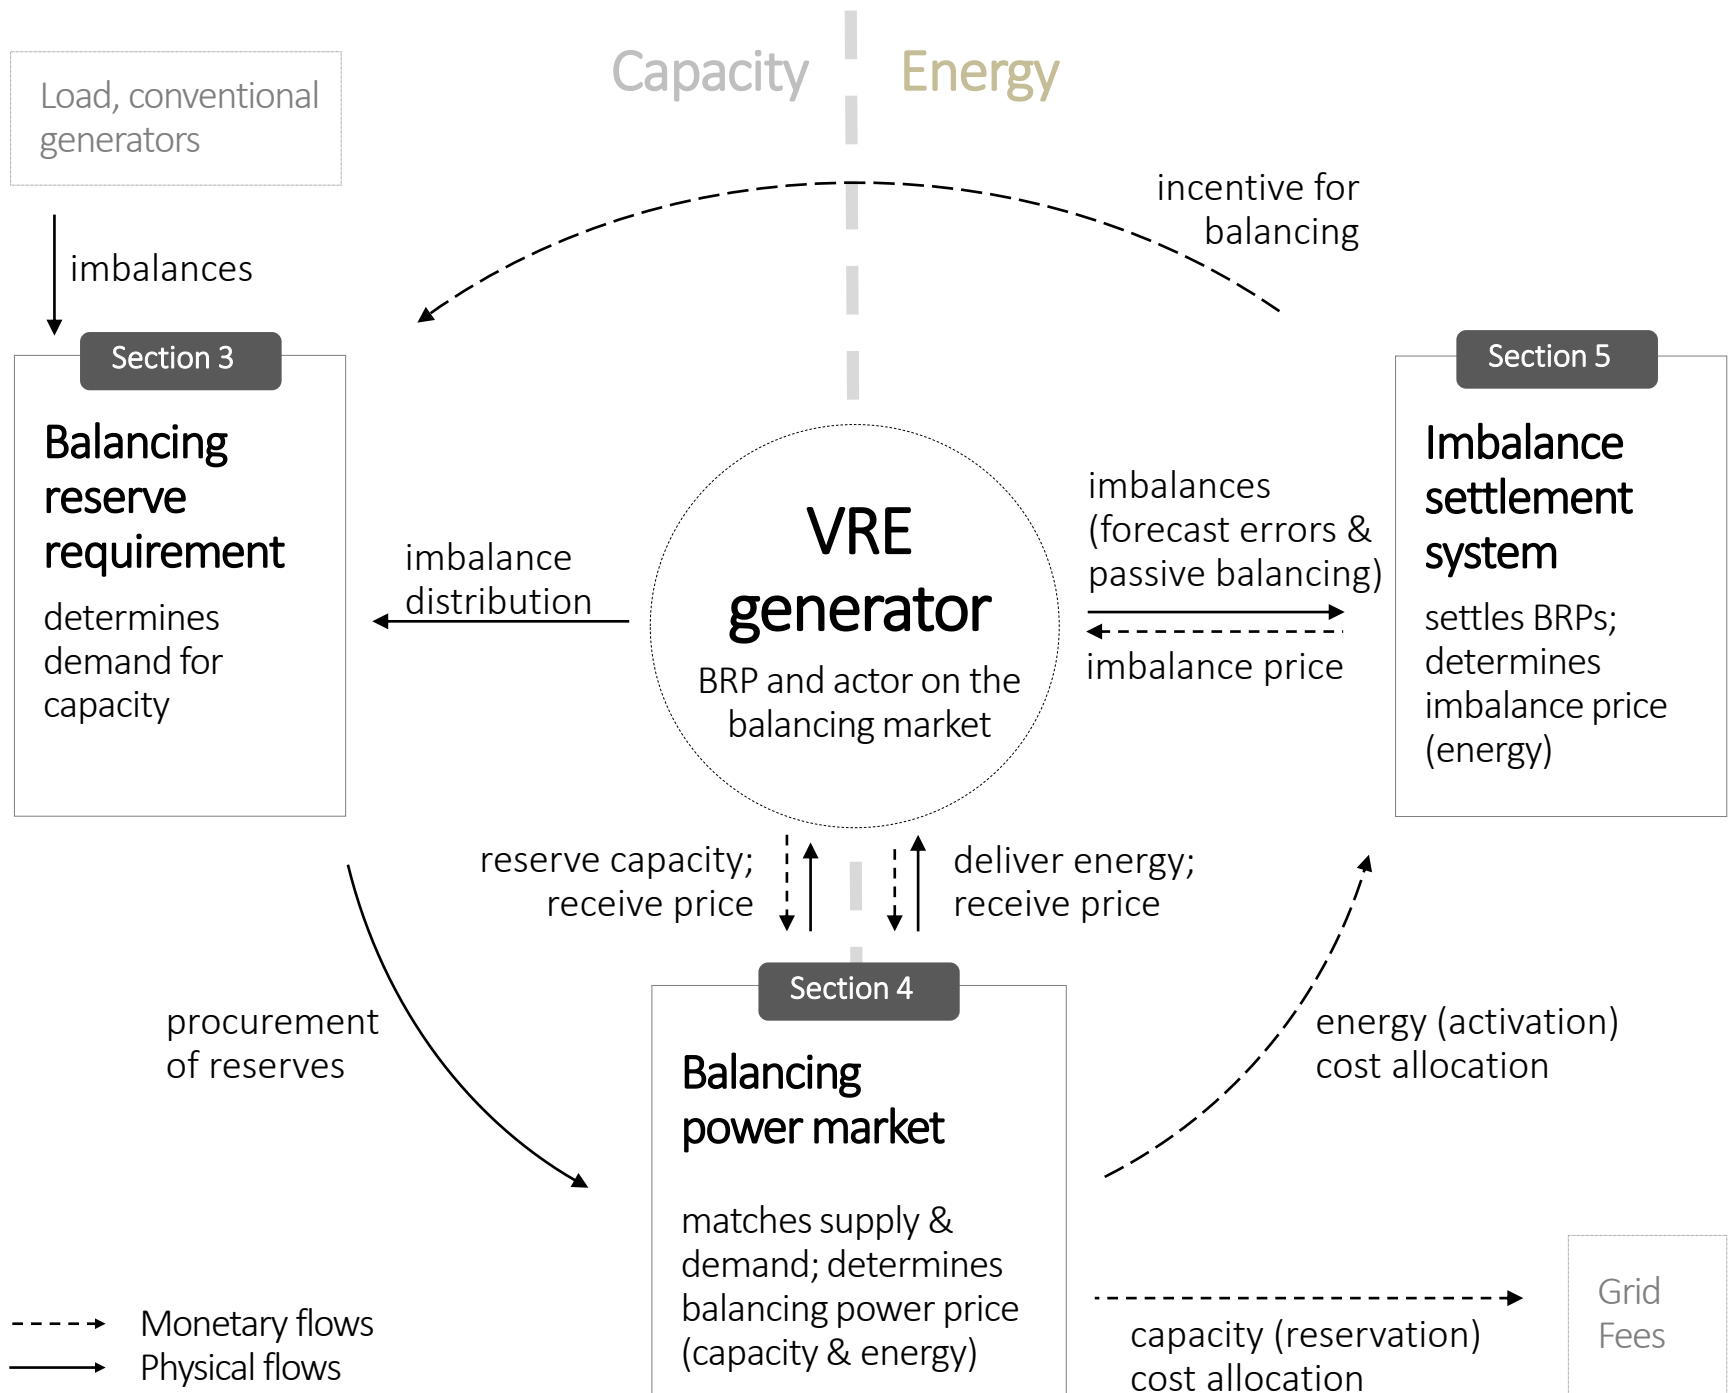 Capacity
Energy
Load, conventional
generators
incentive for
balancing
imbalances
Section 3
Balancing
reserve
requirement
determines
demand for
capacity
imbalance
distribution
VRE
generator
BRP and actor on the
balancing market
imbalances
(forecast errors &
passive balancing)
imbalance price
Section 5
Imbalance
settlement
system
settles BRPs;
determines
imbalance price
(energy)
reserve capacity;
receive price
deliver energy;
receive price
procurement
of reserves
Section 4
Balancing
power market
matches supply &
demand; determines
balancing power price
(capacity & energy)
energy (activation)
cost allocation
capacity (reservation)
cost allocation
Grid
Fees
Monetary flows
Physical flows